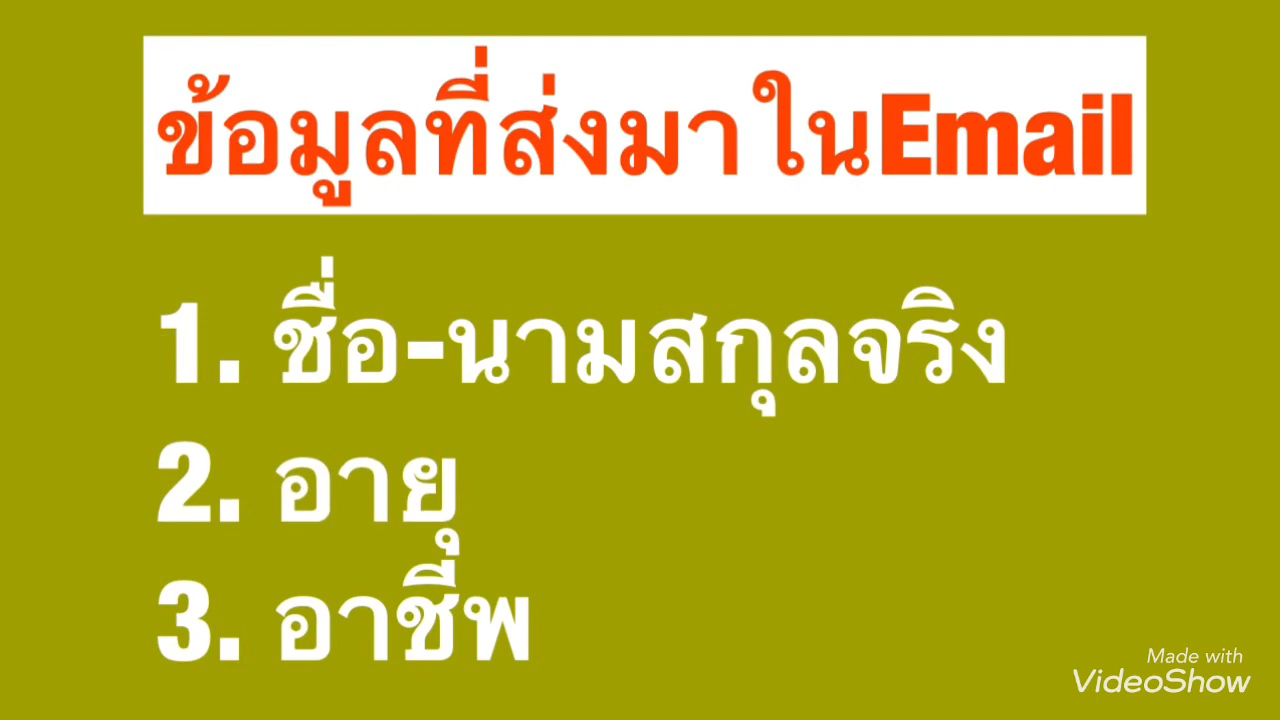 ข้อมูลที่ส่งมาในEmail
1. ชื่อ-นามสกุลจริง
2. อายุ
3. อาชีพ
Made with
VideoShow